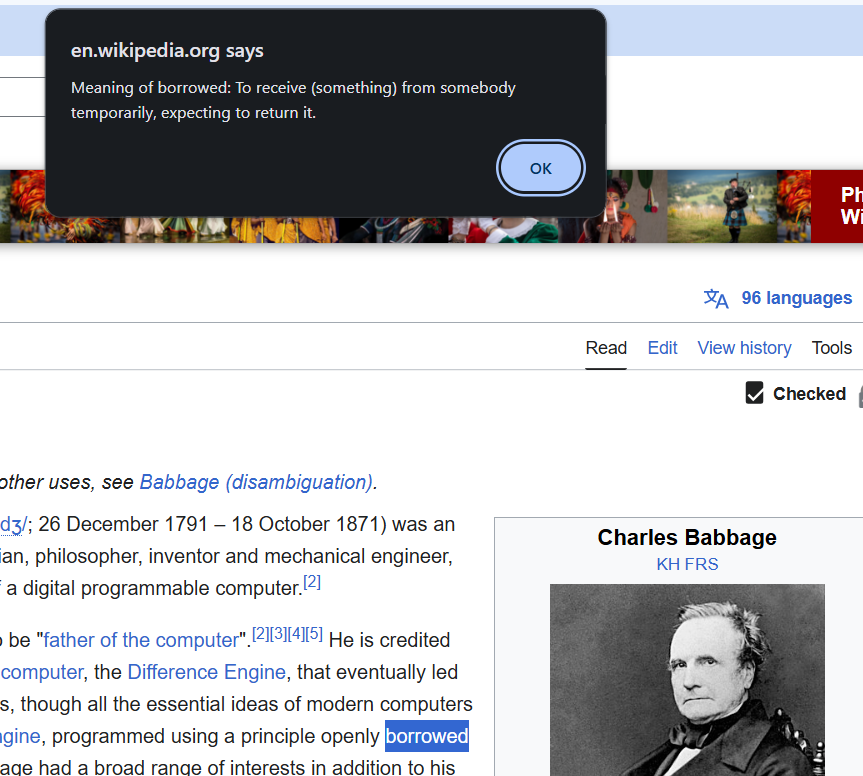 en.wikipedia.org says
Meaning of borrowed: To receive (something) from somebody
temporarily, expecting to return it.
OK
Ph
Wi
96 languages
Read Edit View history Tools
Checked
other uses, see Babbage (disambiguation).
dʒ/; 26 December 1791 – 18 October 1871) was an
ian, philosopher, inventor and mechanical engineer,
f a digital programmable computer.[2]
o be "father of the computer".[2][3][4][5] He is credited
computer, the Difference Engine, that eventually led
s, though all the essential ideas of modern computers
ngine, programmed using a principle openly borrowed
age had a broad range of interests in addition to his
Charles Babbage
KH FRS